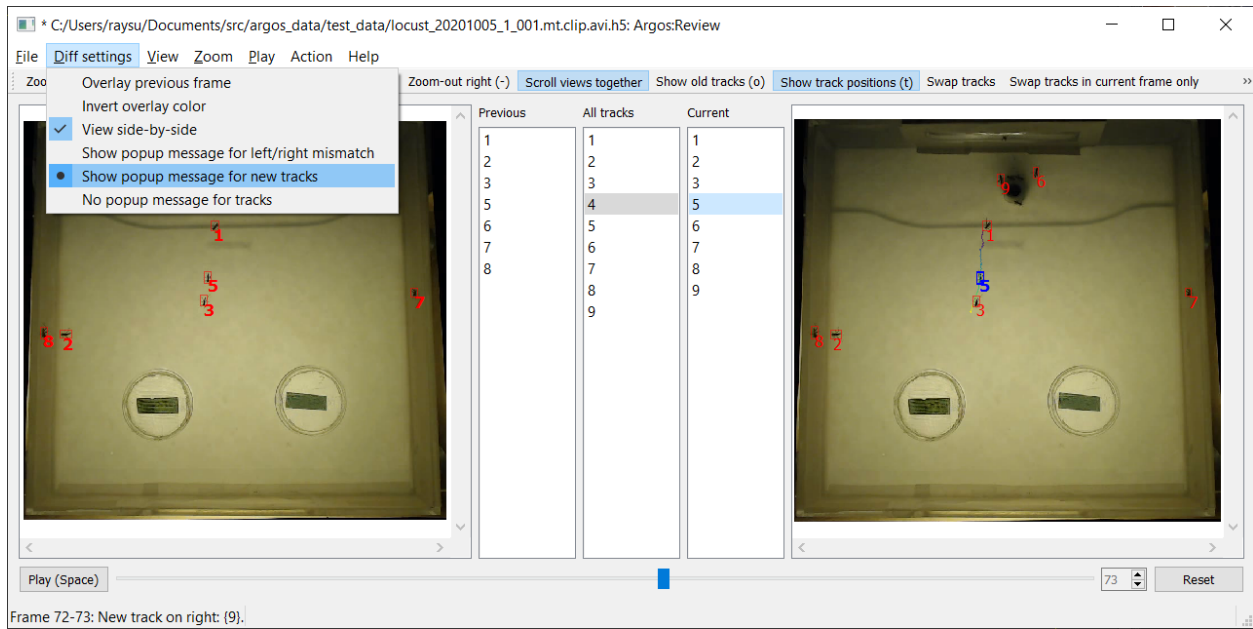 * C:/Users/raysu/Documents/src/argos_data/test_data/locust_20201005_1_001.mt.clip.avi.h5: Argos:Review
File Diff settings View Zoom Play Action Help
Zoom-out right (-) Scroll views together Show old tracks (o) Show track positions (t) Swap tracks Swap tracks in current frame only »
Overlay previous frame
Invert overlay color
View side-by-side
Show popup message for left/right mismatch
Show popup message for new tracks
No popup message for tracks
1
5
3
7
8 2
Previous
1
2
3
5
6
7
8
All tracks
1
2
3
4
5
6
7
8
9
Current
1
2
3
5
6
7
8
9
9 6
1
5
3
7
8 2
Play (Space)
73
Reset
Frame 72-73: New track on right: {9}.